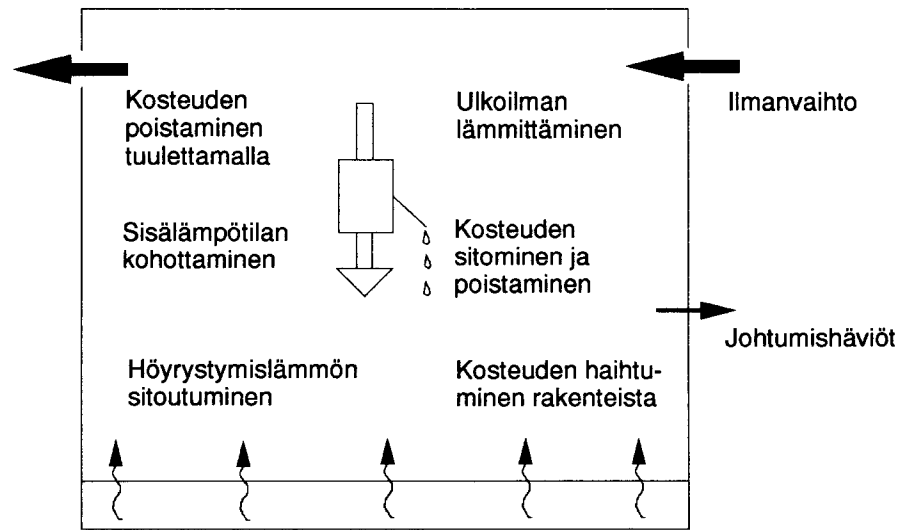 Kosteuden
poistaminen
tuulettamalla
Ulkoilman
lämmittäminen
Ilmanvaihto
Sisälämpötilan
kohottaminen
Kosteuden
sitominen ja
poistaminen
Johtumishäviöt
Höyrystymislämmön
sitoutuminen
Kosteuden haihtu-
minen rakenteista